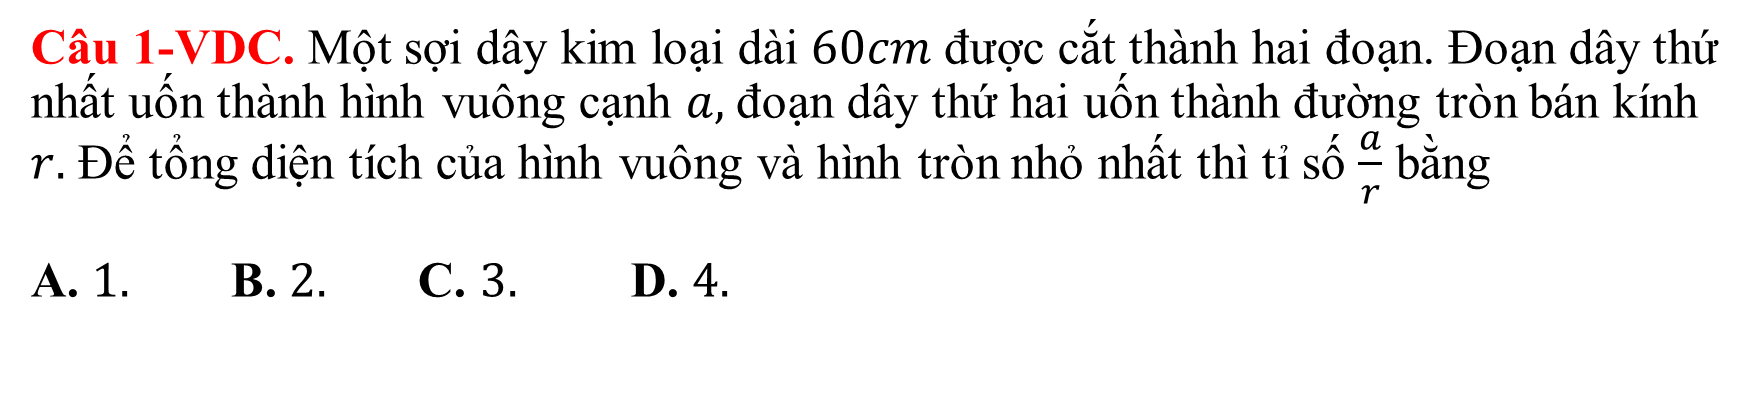 Câu 1-VDC. Một sợi dây kim loại dài 60cm được cắt thành hai đoạn. Đoạn dây thứ
nhất uốn thành hình vuông cạnh a, đoạn dây thứ hai uốn thành đường tròn bán kính
r. Để tổng diện tích của hình vuông và hình tròn nhỏ nhất thì tỉ số a/r bằng
A. 1. B. 2. C. 3. D. 4.